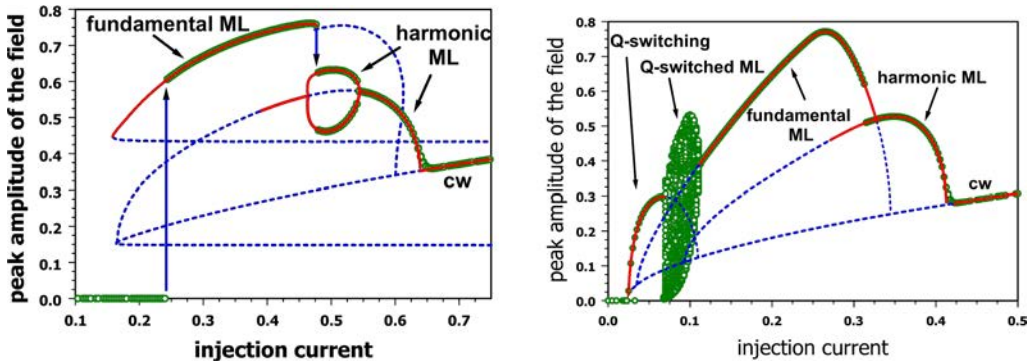 fundamental ML
harmonic
ML
cw
peak amplitude of the field
0.8
0.7
0.6
0.5
0.4
0.3
0.2
0.1
0.0
0.1 0.2 0.3 0.4 0.5 0.6 0.7
injection current
Q-switching
Q-switched ML
harmonic ML
fundamental
ML
cw
peak amplitude of the field
0.8
0.7
0.6
0.5
0.4
0.3
0.2
0.1
0.0
0.0 0.1 0.2 0.3 0.4 0.5
injection current